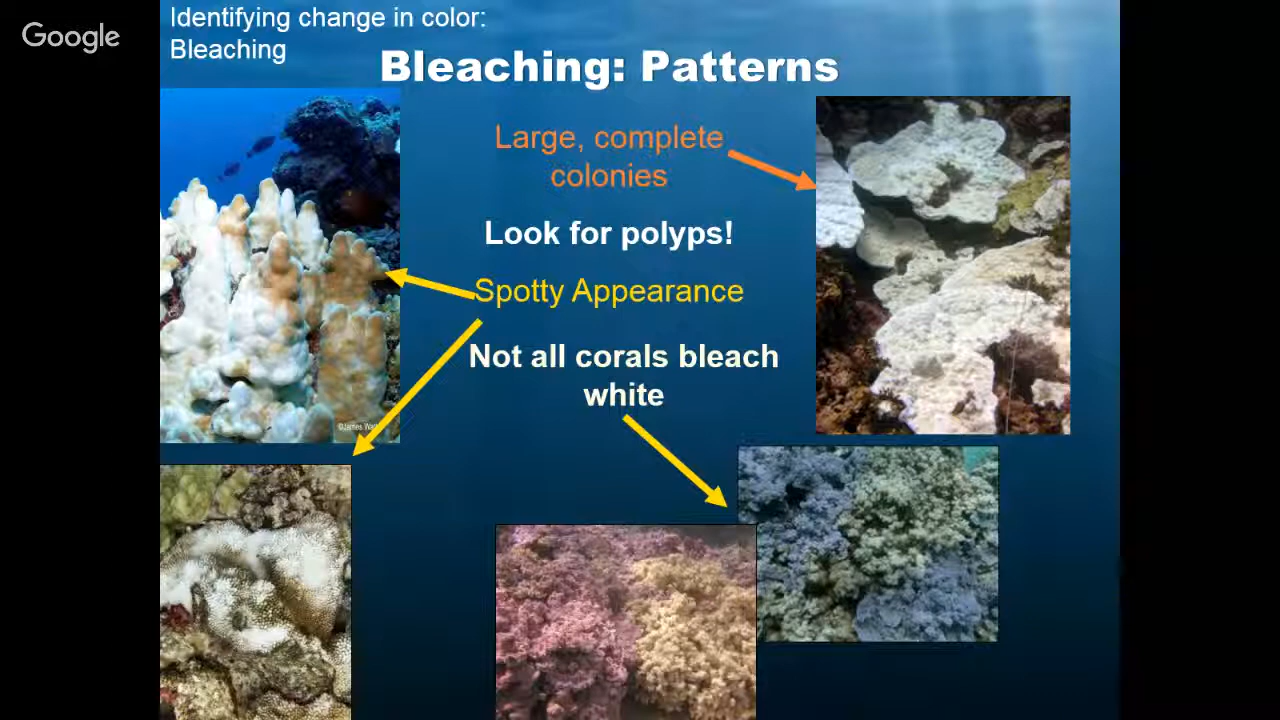 Google
Identifying change in color:
Bleaching
Bleaching: Patterns
Large, complete
colonies
Look for polyps!
Spotty Appearance
Not all corals bleach
white
©James